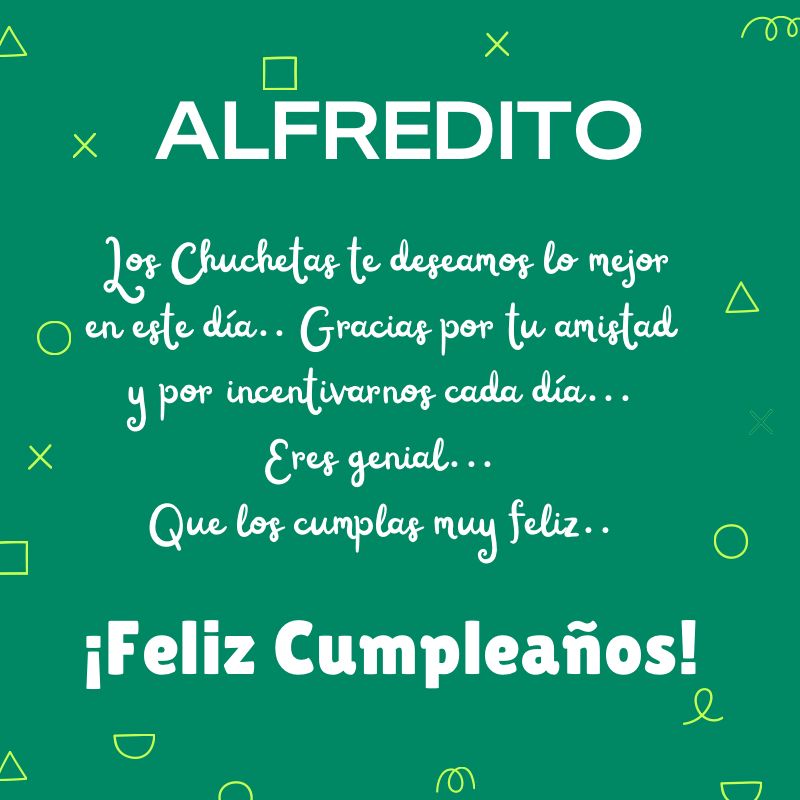 ALFREDITO
Los Chuchetas te deseamos lo mejor
en este día.. Gracias por tu amistad
y por incentivarnos cada día...
Eres genial...
Que los cumplas muy feliz..
¡Feliz Cumpleaños!